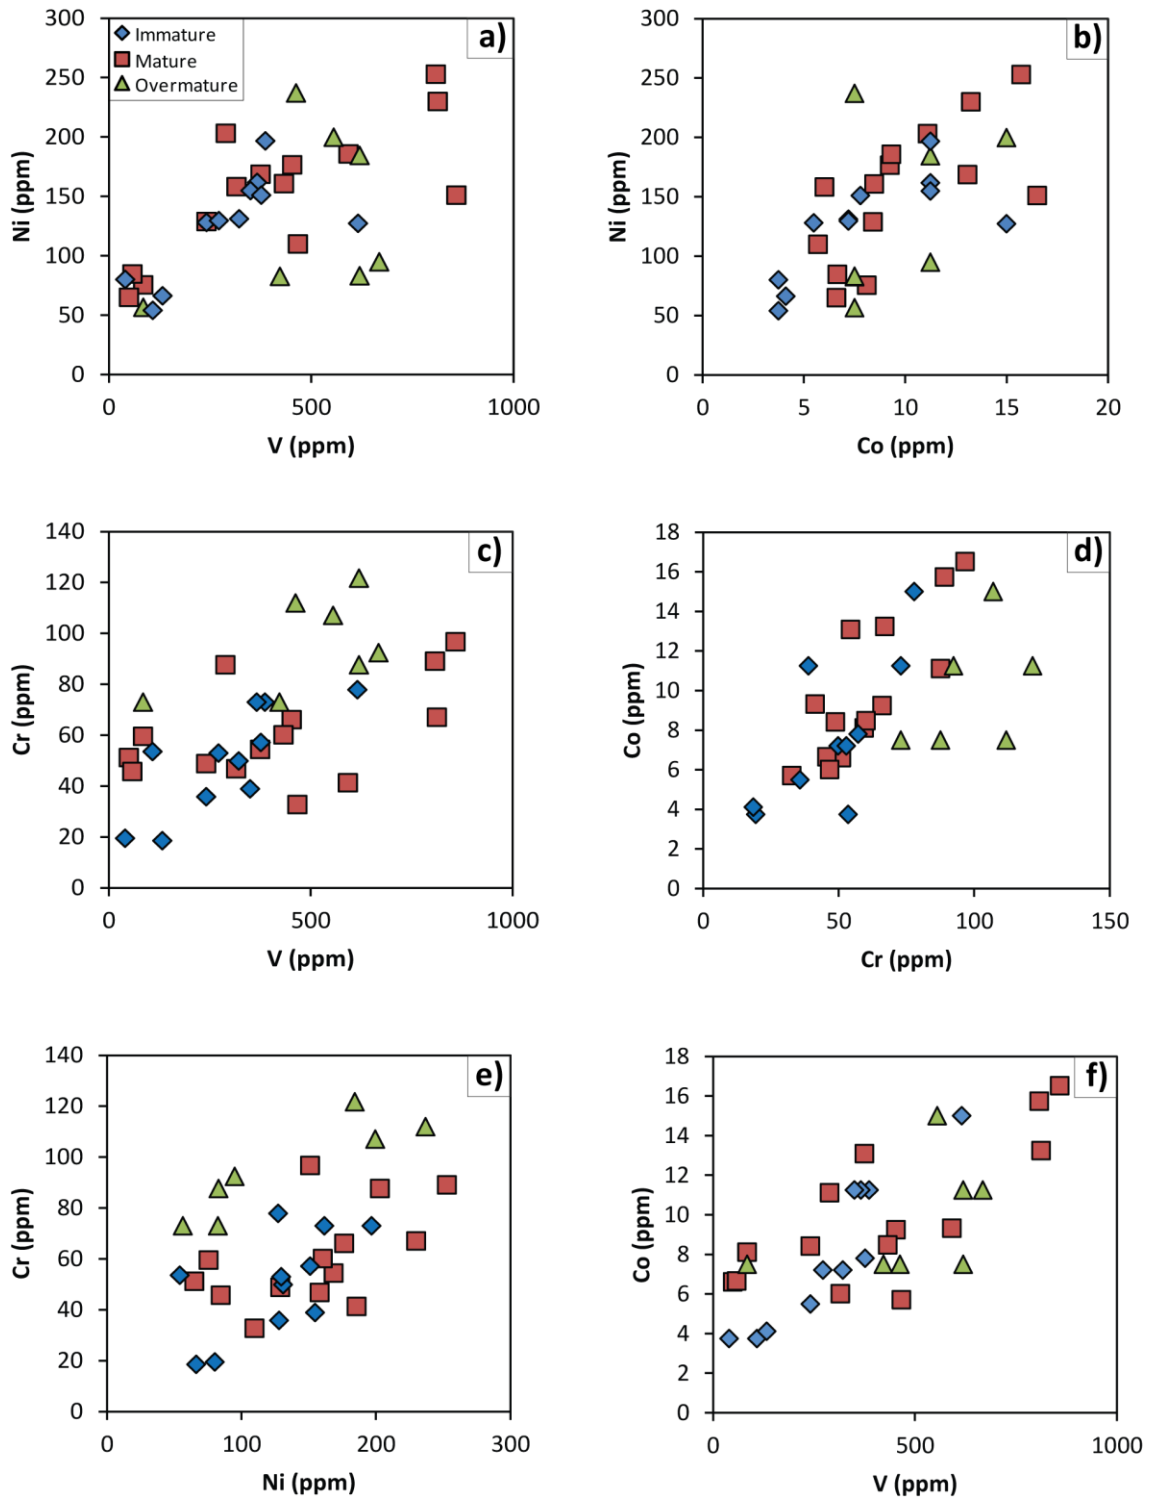 300
250
200
150
100
50
0
Ni (ppm)
Immature
Mature
Overmature
a)
0 500 1000
V (ppm)
300
250
200
150
100
50
0
Ni (ppm)
b)
0 5 10 15 20
Co (ppm)
140
120
100
80
60
40
20
0
Cr (ppm)
c)
0 500 1000
V (ppm)
18
16
14
12
10
8
6
4
2
0
Co (ppm)
d)
0 50 100 150
Cr (ppm)
140
120
100
80
60
40
20
0
Cr (ppm)
e)
0 100 200 300
Ni (ppm)
18
16
14
12
10
8
6
4
2
0
Co (ppm)
f)
0 500 1000
V (ppm)